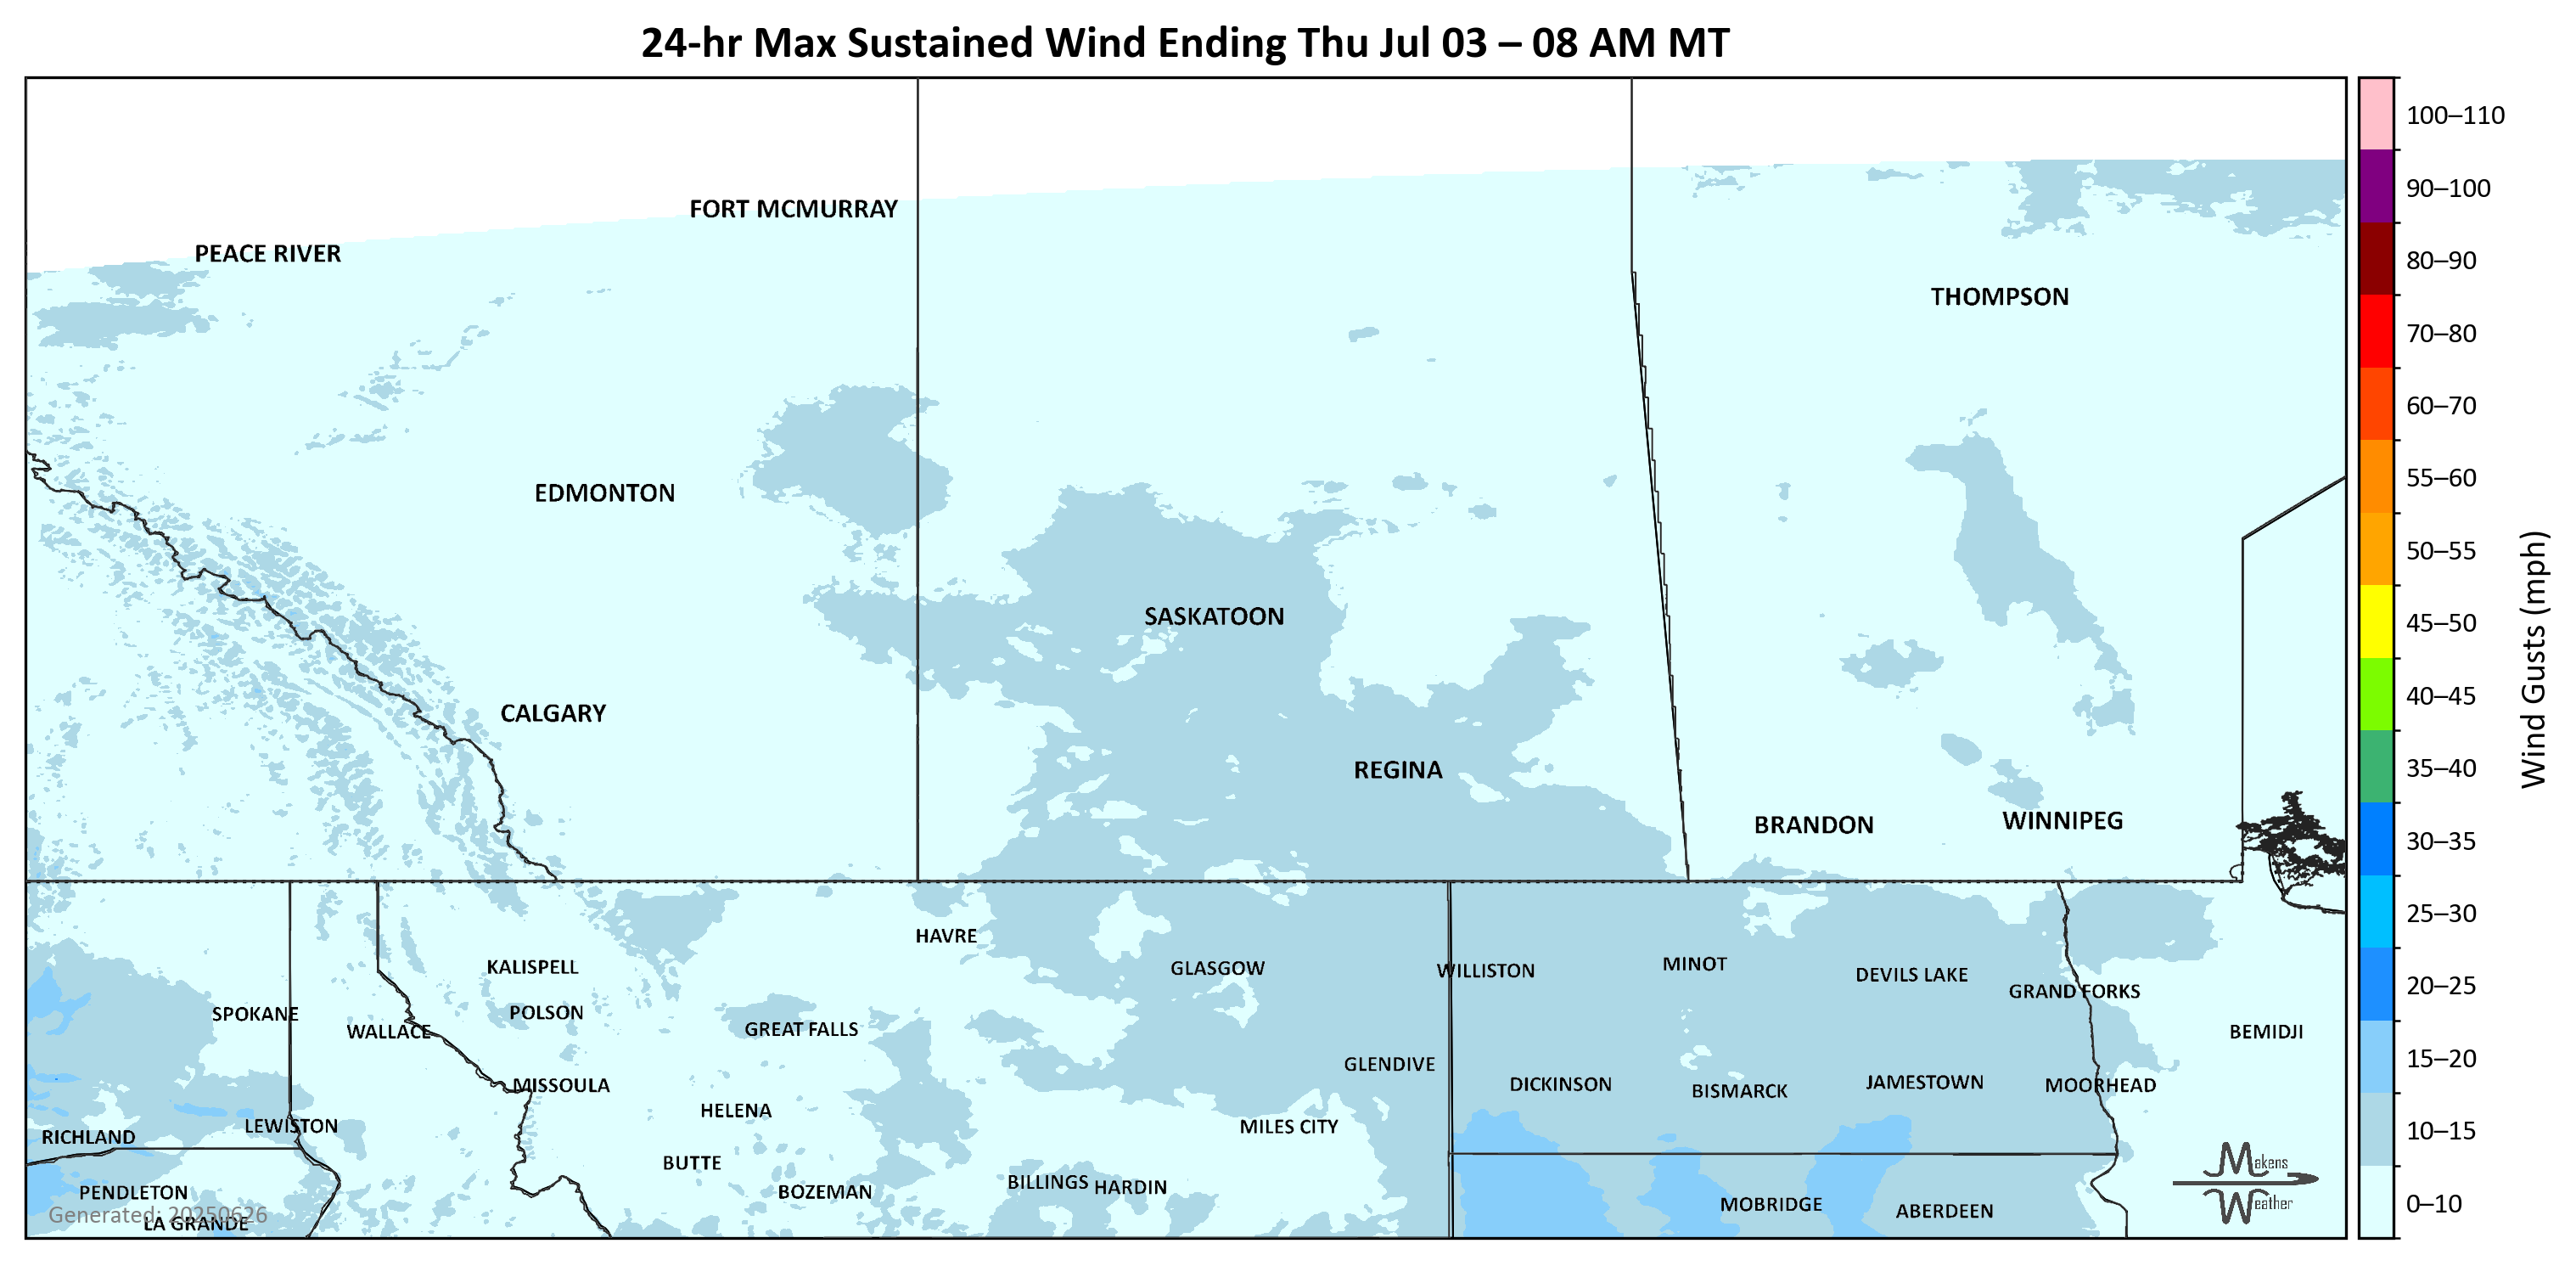 24-hr Max Sustained Wind Ending Thu Jul 03 – 08 AM MT
100–110
90–100
80–90
70–80
60–70
55–60
50–55
45–50
40–45
35–40
30–35
25–30
20–25
15–20
10–15
0–10
Wind Gusts (mph)
FORT MCMURRAY
PEACE RIVER
THOMPSON
EDMONTON
SASKATOON
CALGARY
REGINA
BRANDON
WINNIPEG
HAVRE
KALISPELL
GLASGOW
WILLISTON
MINOT
DEVILS LAKE
GRAND FORKS
SPOKANE
POLSON
WALLACE
GREAT FALLS
BEMIDJI
GLENDIVE
MISSOULA
DICKINSON
BISMARCK
JAMESTOWN
MOORHEAD
HELENA
LEWISTON
MILES CITY
RICHLAND
BUTTE
BILLINGS
HARDIN
PENDLETON
BOZEMAN
MOBRIDGE
ABERDEEN
Generated: 20250626
LA GRANDE
Makens
Weather